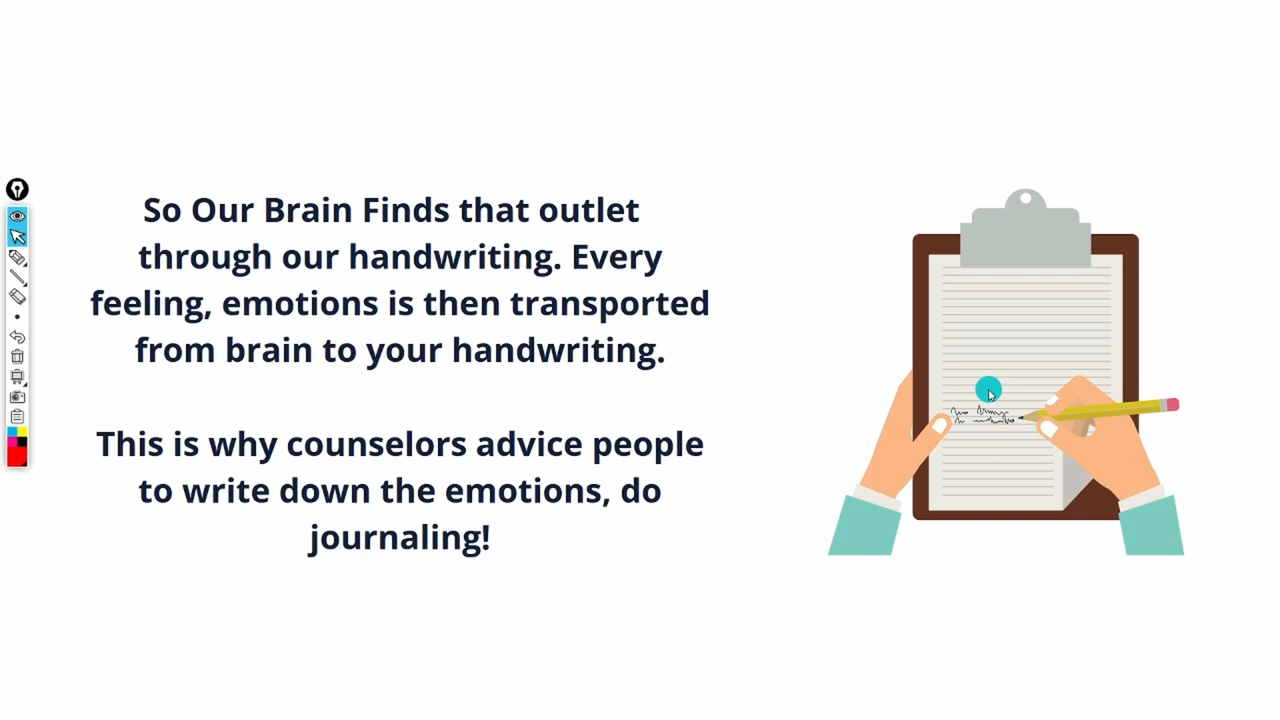 So Our Brain Finds that outlet
through our handwriting. Every
feeling, emotions is then transported
from brain to your handwriting.
This is why counselors advice people
to write down the emotions, do
journaling!